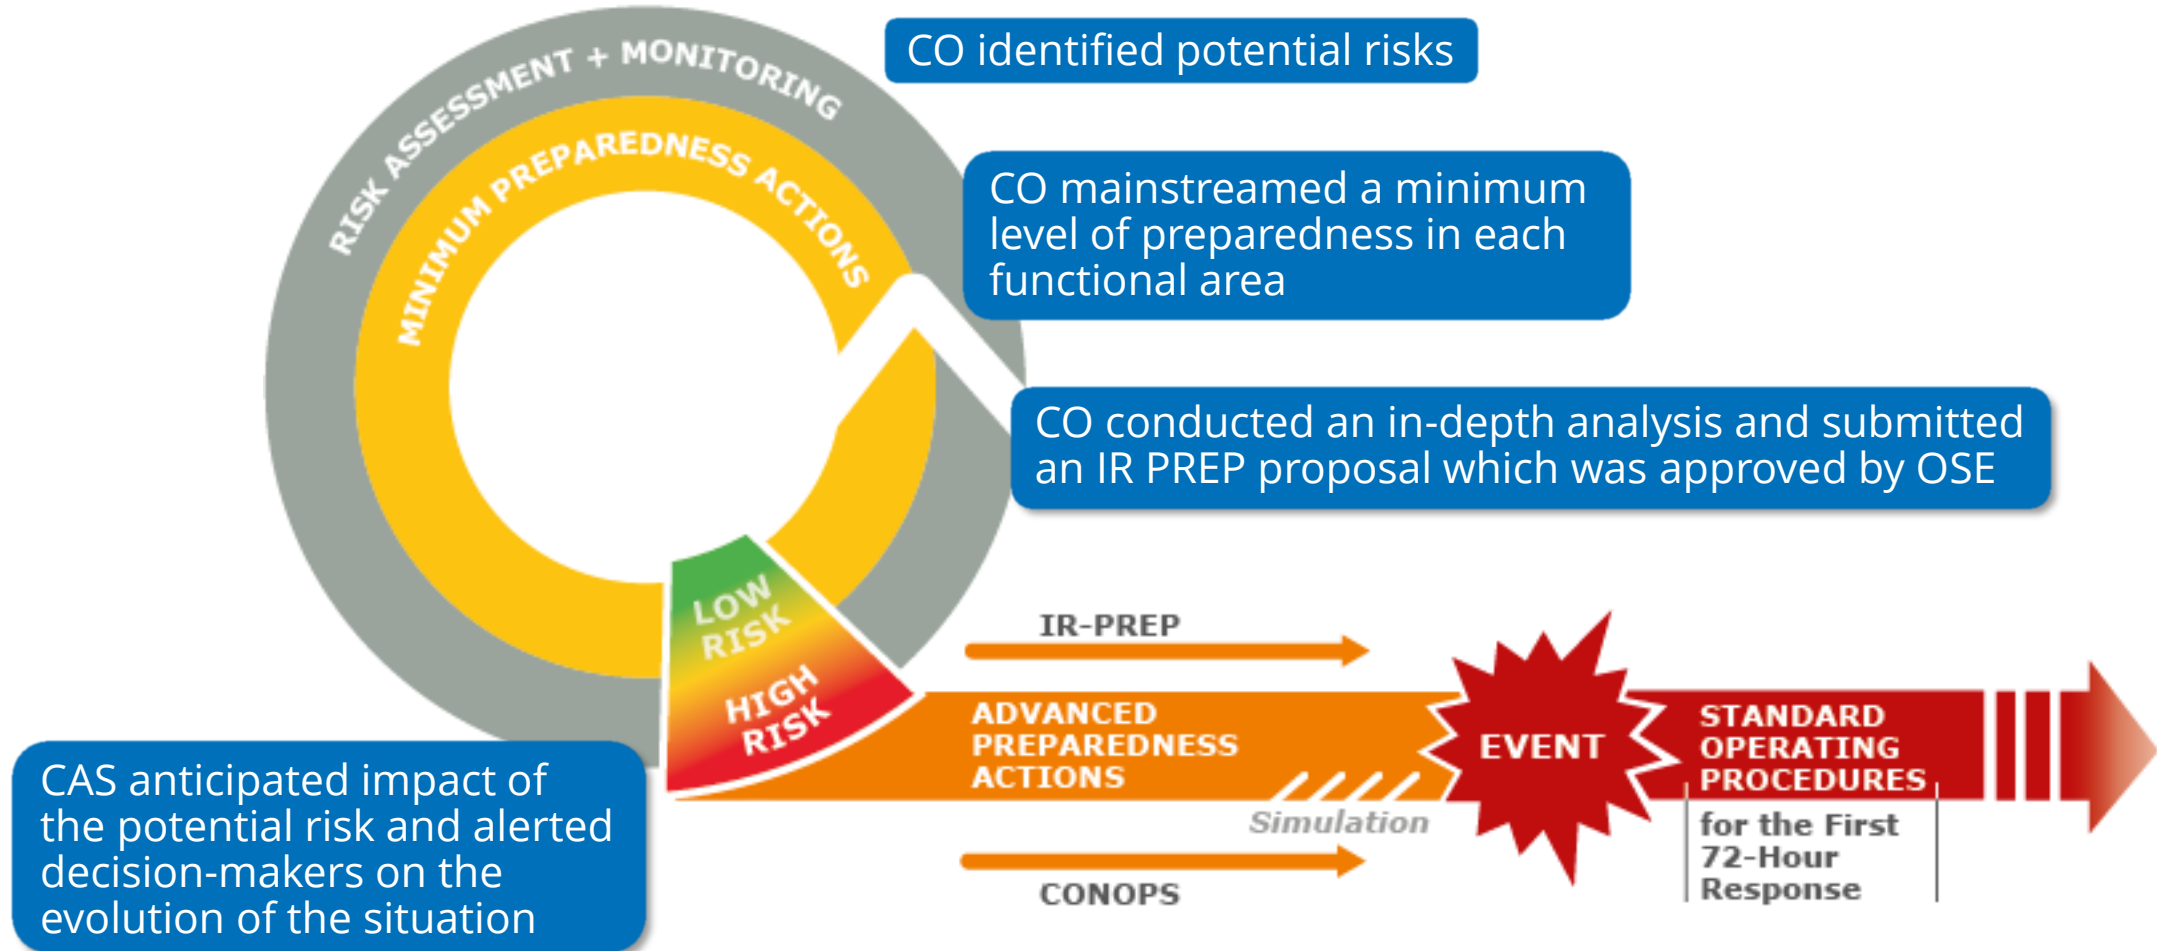 RISK ASSESSMENT + MONITORING
MINIMUM PREPAREDNESS ACTIONS
CO identified potential risks
CO mainstreamed a minimum
level of preparedness in each
functional area
CO conducted an in-depth analysis and submitted
an IR PREP proposal which was approved by OSE
LOW
RISK
HIGH
RISK
CAS anticipated impact of
the potential risk and alerted
decision-makers on the
evolution of the situation
IR-PREP
ADVANCED
PREPAREDNESS
ACTIONS
Simulation
CONOPS
EVENT
STANDARD
OPERATING
PROCEDURES
for the First
72-Hour
Response